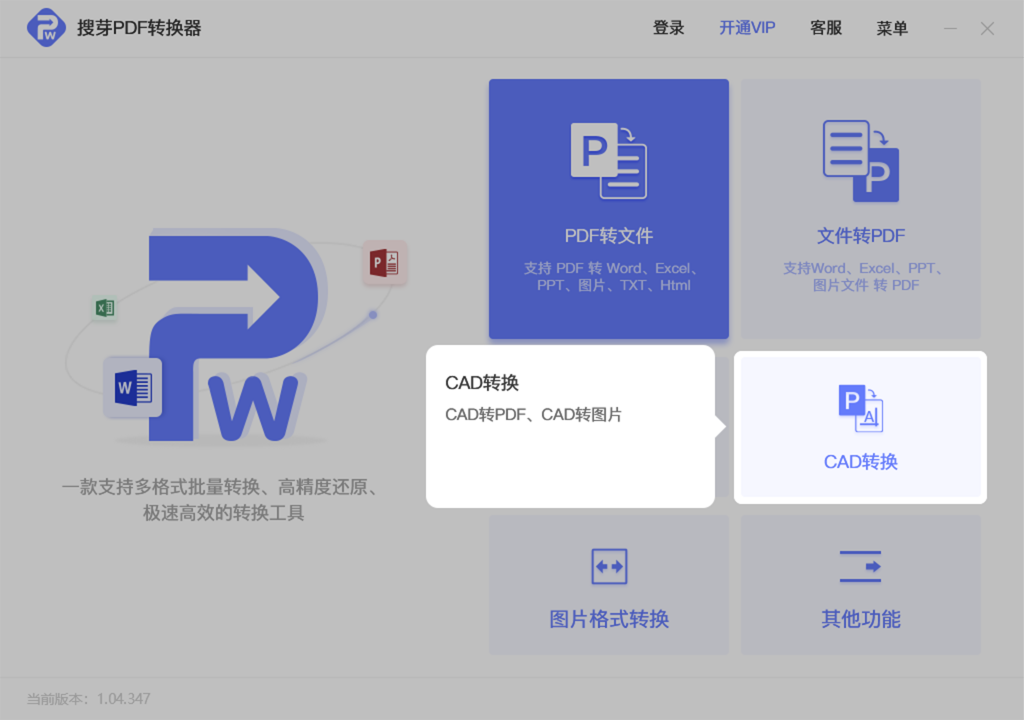 搜芽PDF转换器
登录
开通VIP
客服
菜单
PDF转文件
支持 PDF 转 Word、Excel、
PPT、图片、TXT、Html
文件转PDF
支持Word、Excel、PPT、
图片文件 转 PDF
CAD转换
CAD转PDF、CAD转图片
CAD转换
一款支持多格式批量转换、高精度还原、
极速高效的转换工具
图片格式转换
其他功能
当前版本：1.04.347